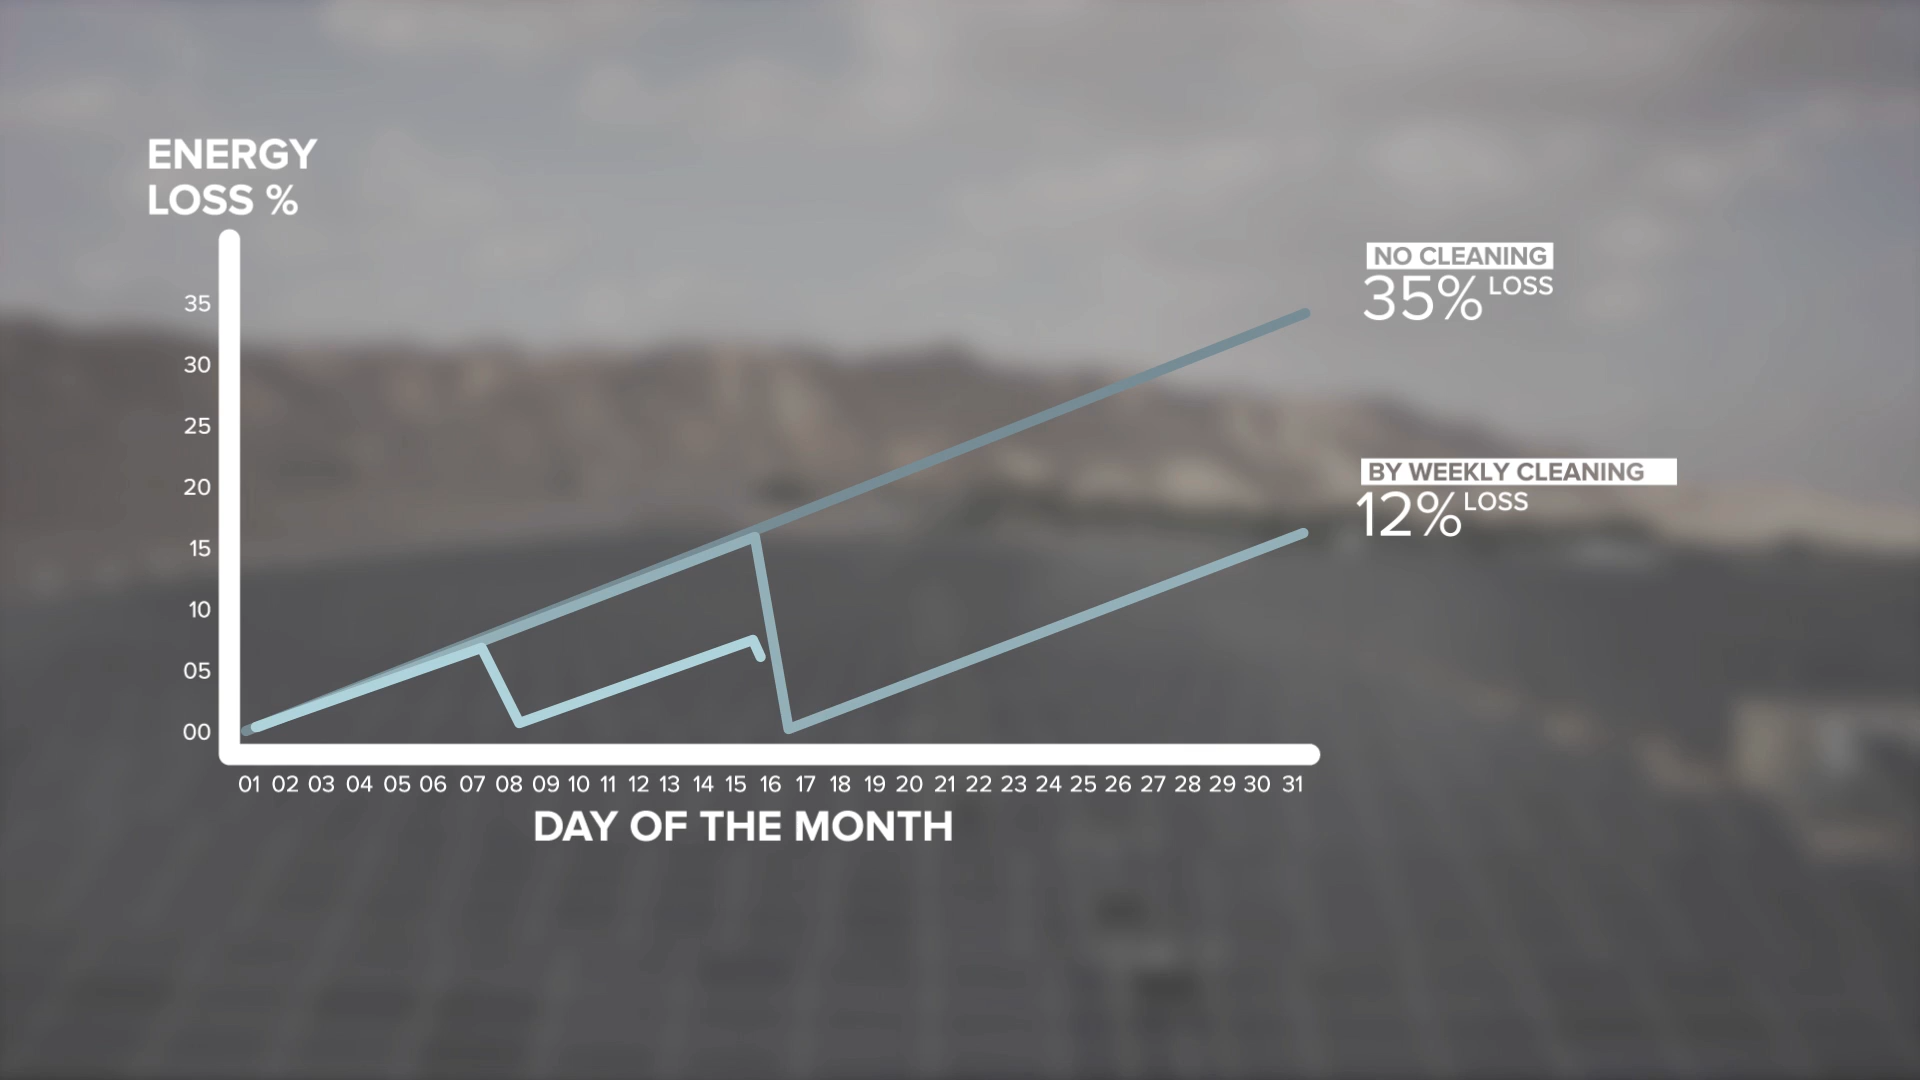 ENERGY
LOSS %
35
30
25
20
15
10
05
00
01 02 03 04 05 06 07 08 09 10 11 12 13 14 15 16 17 18 19 20 21 22 23 24 25 26 27 28 29 30 31
DAY OF THE MONTH
NO CLEANING
35% LOSS
BY WEEKLY CLEANING
12% LOSS